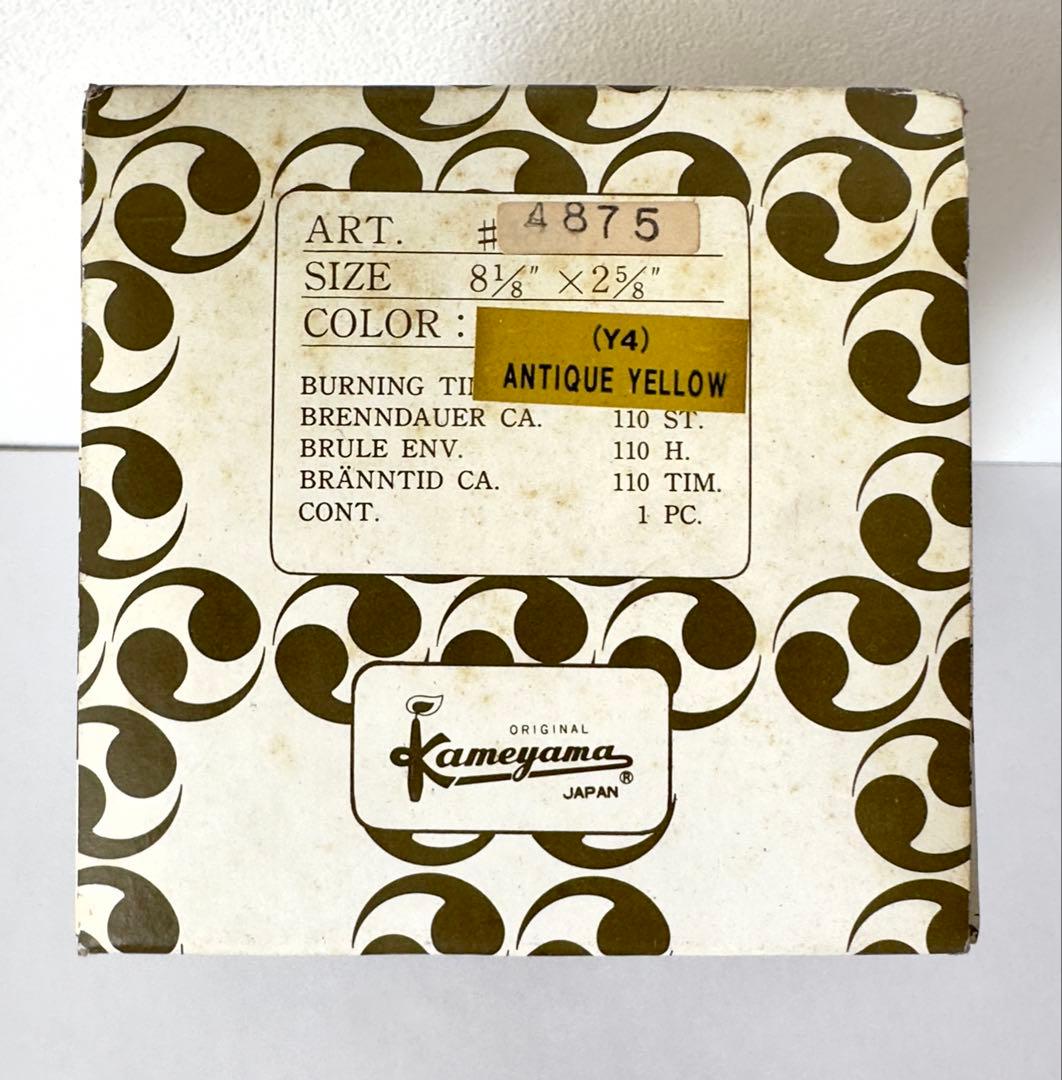 ART. # 4875
SIZE 8⅛" × 2⅝"
COLOR : (Y4)
ANTIQUE YELLOW
BURNING
BRENNDAUER CA. 110 ST.
BRULE ENV. 110 H.
BRÄNNTID CA. 110 TIM.
CONT. 1 PC.
ORIGINAL
Kameyama ®
JAPAN